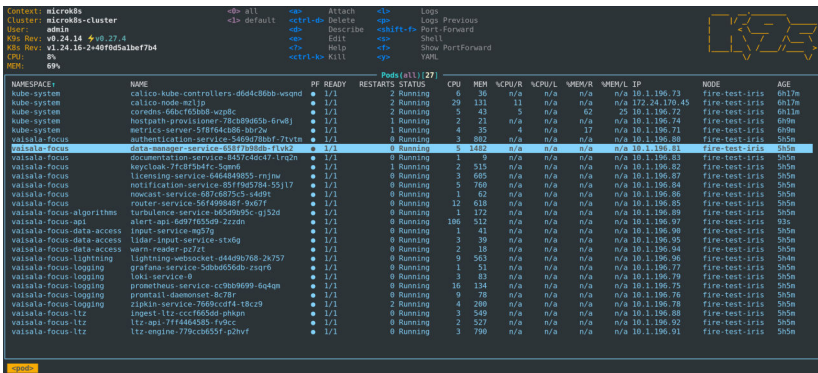 Context: microk8s <0> all <a> Attach <l> Logs
Cluster: microk8s-cluster <1> default <ctrl-d> Delete <p> Logs Previous
User: admin <d> Describe <shift-f> Port-Forward
K9s Rev: v0.24.14 ⚡v0.27.4 <e> Edit <s> Shell
K8s Rev: v1.24.16-2+40f0d5a1bef7b4 <?> Help <f> Show PortForward
CPU: 8% <ctrl-k> Kill <y> YAML
MEM: 69%
Pods(all)[27]
NAMESPACE↑ NAME PF READY RESTARTS STATUS CPU MEM %CPU/R %CPU/L %MEM/R %MEM/L IP NODE AGE
kube-system calico-kube-controllers-d6d4c86bb-wsqnd ● 1/1 2 Running 6 36 n/a n/a n/a n/a 10.1.196.73 fire-test-iris 6h17m
kube-system calico-node-mzljp ● 1/1 2 Running 29 131 11 n/a n/a n/a 172.24.170.45 fire-test-iris 6h17m
kube-system coredns-66bcf65bb8-wzp8c ● 1/1 2 Running 5 43 5 n/a 62 25 10.1.196.72 fire-test-iris 6h11m
kube-system hostpath-provisioner-78cb89d65b-6rw8j ● 1/1 1 Running 2 21 n/a n/a n/a n/a 10.1.196.74 fire-test-iris 6h9m
kube-system metrics-server-5f8f64cb86-bbr2w ● 1/1 1 Running 4 35 4 n/a 17 n/a 10.1.196.71 fire-test-iris 6h9m
vaisala-focus authentication-service-5469d78bbf-7tvtm ● 1/1 0 Running 3 802 n/a n/a n/a n/a 10.1.196.80 fire-test-iris 5h5m
vaisala-focus data-manager-service-658f7b98db-flvk2 ● 1/1 0 Running 5 1482 n/a n/a n/a n/a 10.1.196.81 fire-test-iris 5h5m
vaisala-focus documentation-service-8457c4dc47-lrq2n ● 1/1 0 Running 1 9 n/a n/a n/a n/a 10.1.196.83 fire-test-iris 5h5m
vaisala-focus keycloak-7fc8f5b4fc-5qmn6 ● 1/1 1 Running 2 515 n/a n/a n/a n/a 10.1.196.82 fire-test-iris 5h5m
vaisala-focus licensing-service-6464849855-rnjnw ● 1/1 0 Running 3 605 n/a n/a n/a n/a 10.1.196.87 fire-test-iris 5h5m
vaisala-focus notification-service-85ff9d5784-55jl7 ● 1/1 0 Running 5 760 n/a n/a n/a n/a 10.1.196.84 fire-test-iris 5h5m
vaisala-focus nowcast-service-687c6875c5-s4d9t ● 1/1 0 Running 1 62 n/a n/a n/a n/a 10.1.196.85 fire-test-iris 5h5m
vaisala-focus router-service-56f499848f-9x67f ● 1/1 0 Running 12 618 n/a n/a n/a n/a 10.1.196.85 fire-test-iris 5h5m
vaisala-focus-algorithms turbulence-service-b65d9b95c-gj52d ● 1/1 0 Running 1 172 n/a n/a n/a n/a 10.1.196.89 fire-test-iris 5h5m
vaisala-focus-api alert-api-6d97f655d9-2zzdn ● 1/1 0 Running 106 512 n/a n/a n/a n/a 10.1.196.97 fire-test-iris 93s
vaisala-focus-data-access input-service-mg57g ● 1/1 0 Running 1 41 n/a n/a n/a n/a 10.1.196.90 fire-test-iris 5h5m
vaisala-focus-data-access lidar-input-service-stx6g ● 1/1 0 Running 3 39 n/a n/a n/a n/a 10.1.196.95 fire-test-iris 5h5m
vaisala-focus-data-access warn-reader-pz7zt ● 1/1 0 Running 2 18 n/a n/a n/a n/a 10.1.196.94 fire-test-iris 5h5m
vaisala-focus-lightning lightning-websocket-d44d9b768-2k757 ● 1/1 0 Running 9 563 n/a n/a n/a n/a 10.1.196.96 fire-test-iris 5h4m
vaisala-focus-logging grafana-service-5dbbd656db-zsqr6 ● 1/1 0 Running 1 51 n/a n/a n/a n/a 10.1.196.77 fire-test-iris 5h5m
vaisala-focus-logging loki-service-0 ● 1/1 0 Running 3 83 n/a n/a n/a n/a 10.1.196.79 fire-test-iris 5h5m
vaisala-focus-logging prometheus-service-cc9bb9699-6q4qm ● 1/1 0 Running 16 134 n/a n/a n/a n/a 10.1.196.75 fire-test-iris 5h5m
vaisala-focus-logging promtail-daemonset-8c78r ● 1/1 0 Running 9 78 n/a n/a n/a n/a 10.1.196.76 fire-test-iris 5h5m
vaisala-focus-logging zipkin-service-7669ccdf4-t8cz9 ● 1/1 2 Running 4 200 n/a n/a n/a n/a 10.1.196.78 fire-test-iris 5h5m
vaisala-focus-ltz ingest-ltz-cccf665dd-phkpn ● 1/1 0 Running 3 549 n/a n/a n/a n/a 10.1.196.88 fire-test-iris 5h5m
vaisala-focus-ltz ltz-api-7ff4464585-fv9cc ● 1/1 0 Running 2 527 n/a n/a n/a n/a 10.1.196.92 fire-test-iris 5h5m
vaisala-focus-ltz ltz-engine-779ccb655f-p2hvf ● 1/1 0 Running 3 790 n/a n/a n/a n/a 10.1.196.91 fire-test-iris 5h5m
<pod>